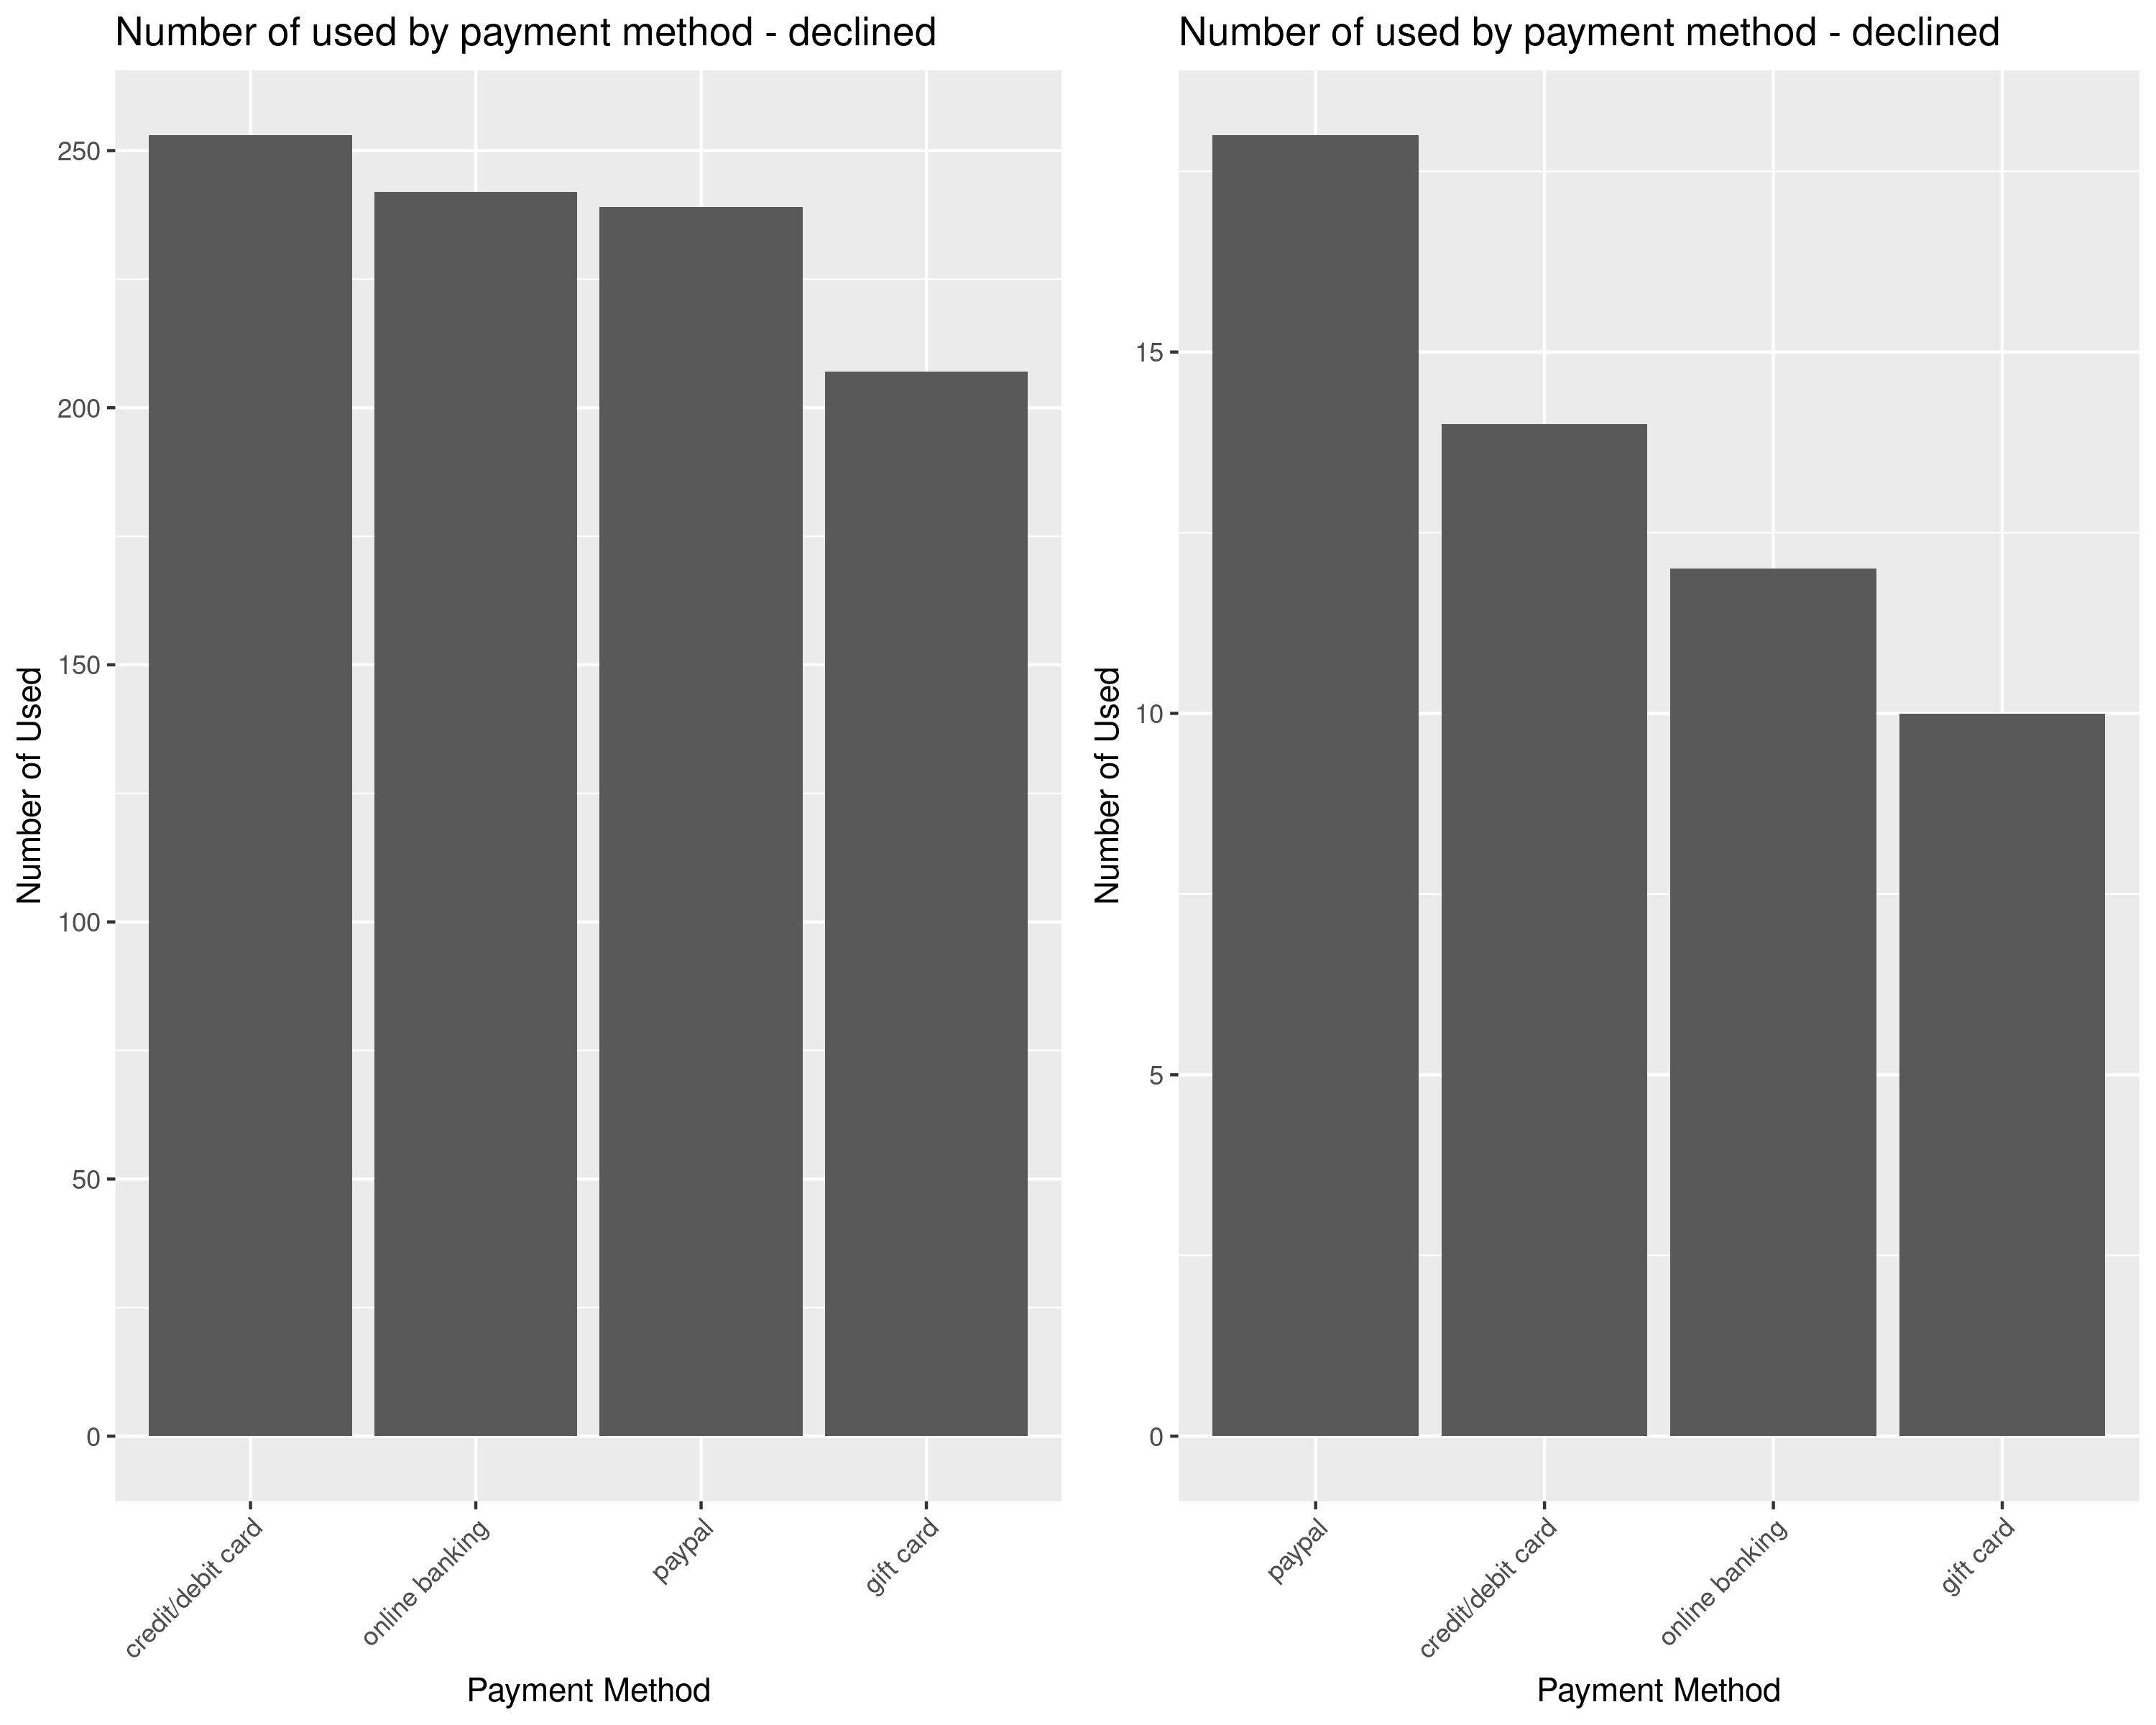 Number of used by payment method - declined
Number of Used
250
200
150
100
50
0
credit/debit card
online banking
paypal
gift card
Payment Method
Number of used by payment method - declined
Number of Used
15
10
5
0
paypal
credit/debit card
online banking
gift card
Payment Method